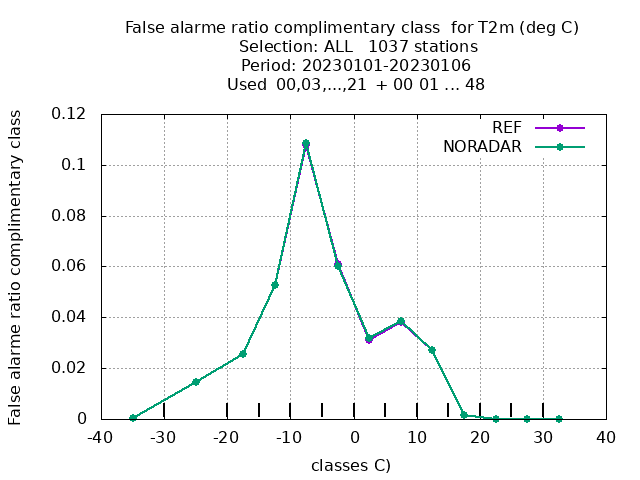 False alarme ratio complimentary class  for T2m (deg C)
Selection: ALL   1037 stations
Period: 20230101-20230106
Used  00,03,...,21  + 00 01 ... 48
False alarme ratio complimentary class
0.12
0.1
0.08
0.06
0.04
0.02
0
REF
NORADAR
-40 -30 -20 -10 0 10 20 30 40
classes C)